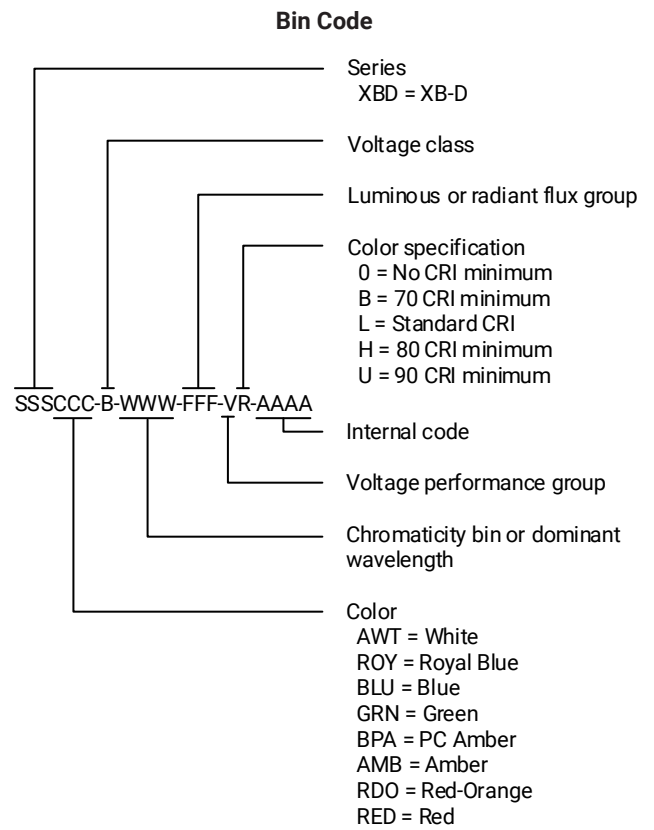 Bin Code
Series
XBD = XB-D
Voltage class
Luminous or radiant flux group
Color specification
0 = No CRI minimum
B = 70 CRI minimum
L = Standard CRI
H = 80 CRI minimum
U = 90 CRI minimum
SSSCCC-B-WWW-FFF-VR-AAAA
Internal code
Voltage performance group
Chromaticity bin or dominant
wavelength
Color
AWT = White
ROY = Royal Blue
BLU = Blue
GRN = Green
BPA = PC Amber
AMB = Amber
RDO = Red-Orange
RED = Red